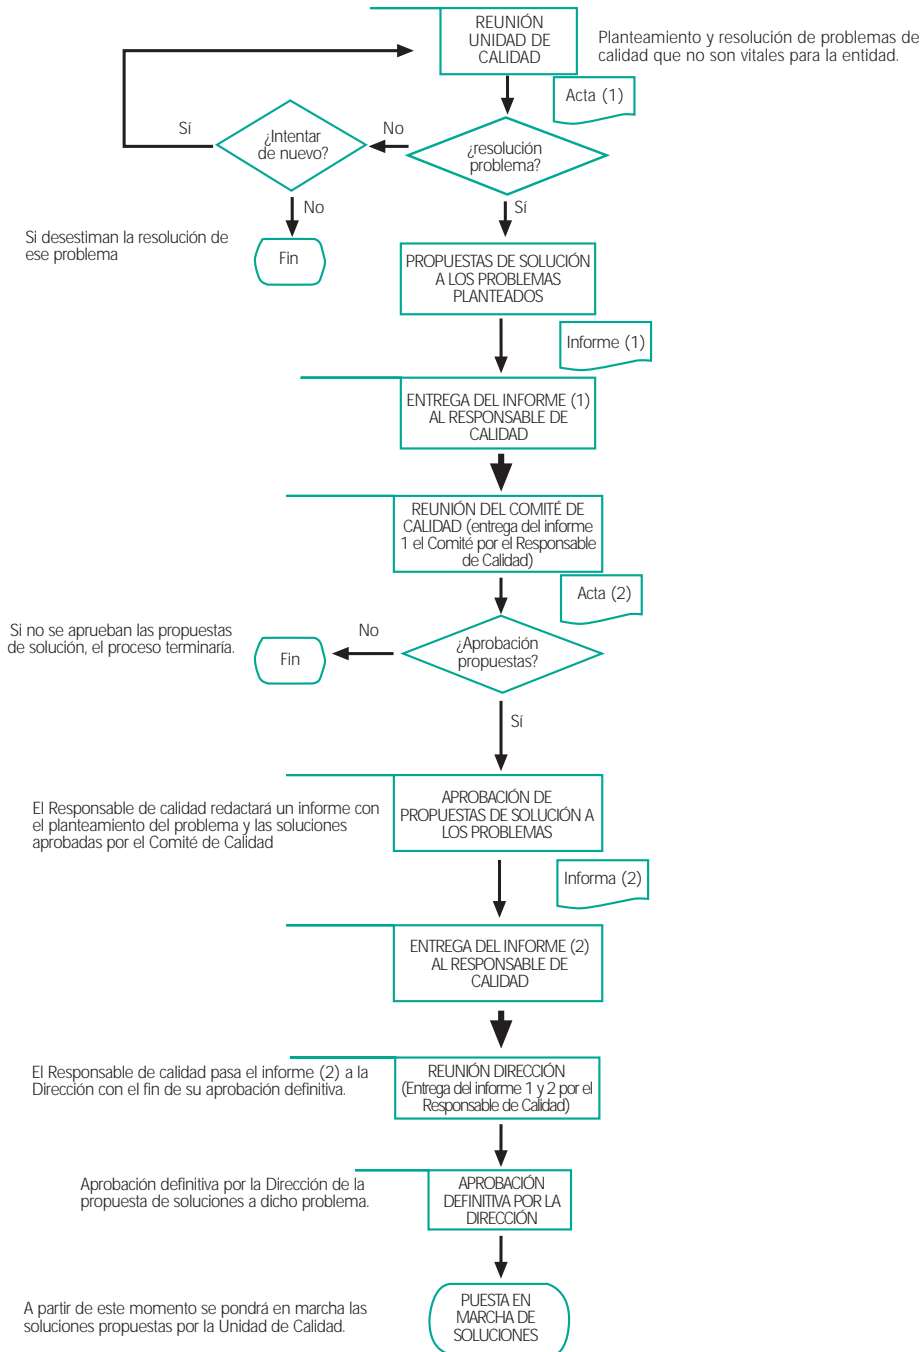 REUNIÓN
UNIDAD DE
CALIDAD
Planteamiento y resolución de problemas de
calidad que no son vitales para la entidad.
Acta (1)
Sí
¿Intentar
de nuevo?
No
¿resolución
problema?
No
Sí
Si desestiman la resolución de
ese problema
Fin
PROPUESTAS DE SOLUCIÓN
A LOS PROBLEMAS
PLANTEADOS
Informe (1)
ENTREGA DEL INFORME (1)
AL RESPONSABLE DE
CALIDAD
REUNIÓN DEL COMITÉ DE
CALIDAD (entrega del informe
1 el Comité por el Responsable
de Calidad)
Acta (2)
Si no se aprueban las propuestas
de solución, el proceso terminaría.
Fin
No
¿Aprobación
propuestas?
Sí
El Responsable de calidad redactará un informe con
el planteamiento del problema y las soluciones
aprobadas por el Comité de Calidad
APROBACIÓN DE
PROPUESTAS DE SOLUCIÓN A
LOS PROBLEMAS
Informa (2)
ENTREGA DEL INFORME (2)
AL RESPONSABLE DE
CALIDAD
El Responsable de calidad pasa el informe (2) a la
Dirección con el fin de su aprobación definitiva.
REUNIÓN DIRECCIÓN
(Entrega del informe 1 y 2 por el
Responsable de Calidad)
Aprobación definitiva por la Dirección de la
propuesta de soluciones a dicho problema.
APROBACIÓN
DEFINITIVA POR LA
DIRECCIÓN
A partir de este momento se pondrá en marcha las
soluciones propuestas por la Unidad de Calidad.
PUESTA EN
MARCHA DE
SOLUCIONES